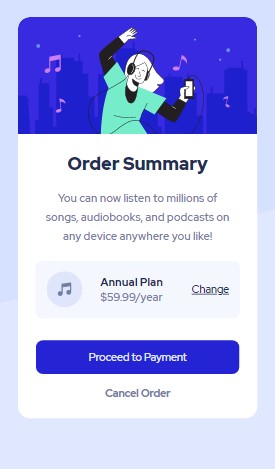 Order Summary
You can now listen to millions of
songs, audiobooks, and podcasts on
any device anywhere you like!
Annual Plan
$59.99/year
Change
Proceed to Payment
Cancel Order